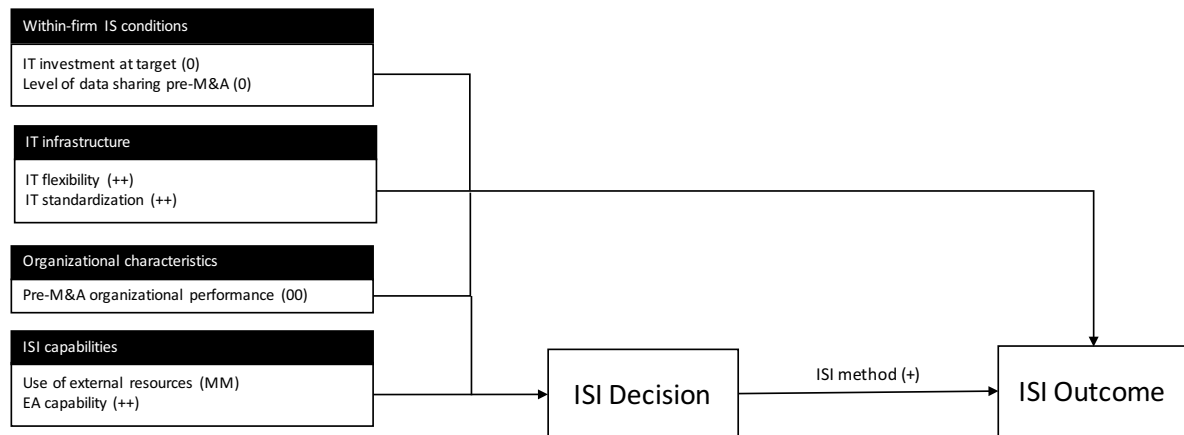 Within-firm IS conditions
IT investment at target (0)
Level of data sharing pre-M&A (0)
IT infrastructure
IT flexibility (++)
IT standardization (++)
Organizational characteristics
Pre-M&A organizational performance (00)
ISI capabilities
Use of external resources (MM)
EA capability (++)
ISI Decision
ISI method (+)
ISI Outcome